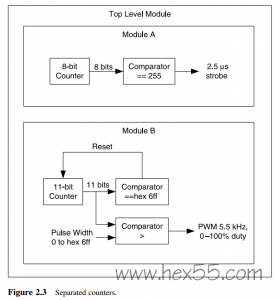 Top Level Module
Module A
8-bit
Counter
8 bits
Comparator
== 255
2.5 μs
strobe
Module B
Reset
11-bit
Counter
11 bits
Comparator
==hex 6ff
Pulse Width
0 to hex 6ff
Comparator
>
PWM 5.5 kHz,
0–100% duty
www.hex55.com
Figure 2.3 Separated counters.